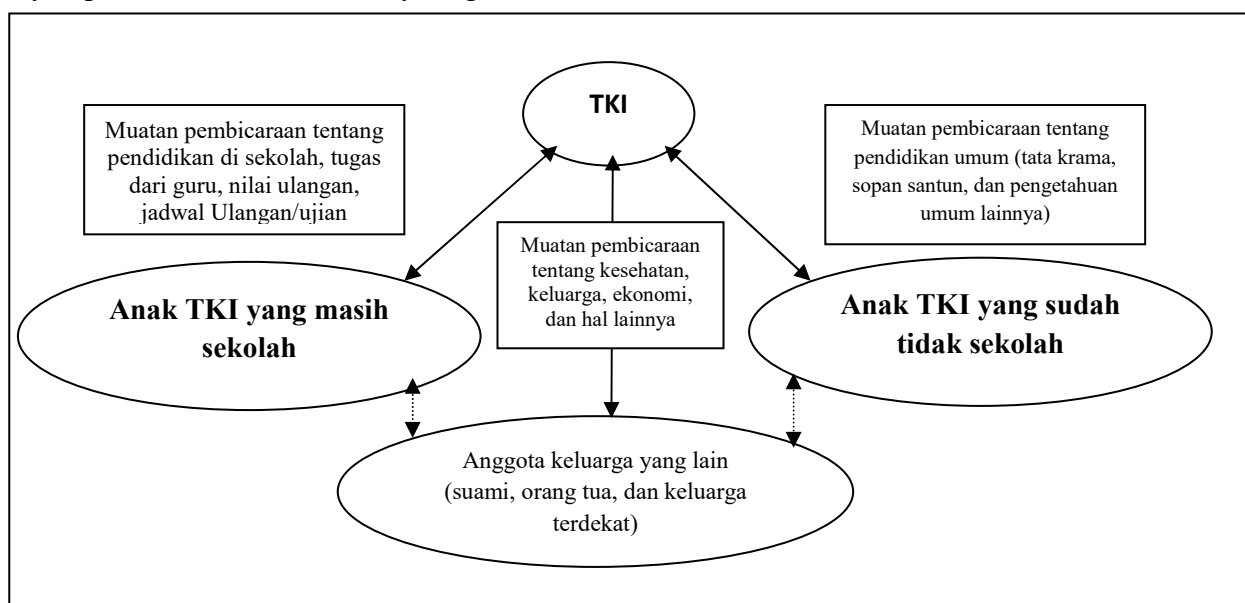 TKI
Muatan pembicaraan tentang
pendidikan di sekolah, tugas
dari guru, nilai ulangan,
jadwal Ulangan/ujian
Muatan pembicaraan tentang
pendidikan umum (tata krama,
sopan santun, dan pengetahuan
umum lainnya)
Muatan pembicaraan
tentang kesehatan,
keluarga, ekonomi,
dan hal lainnya
Anak TKI yang masih
sekolah
Anak TKI yang sudah
tidak sekolah
Anggota keluarga yang lain
(suami, orang tua, dan keluarga
terdekat)